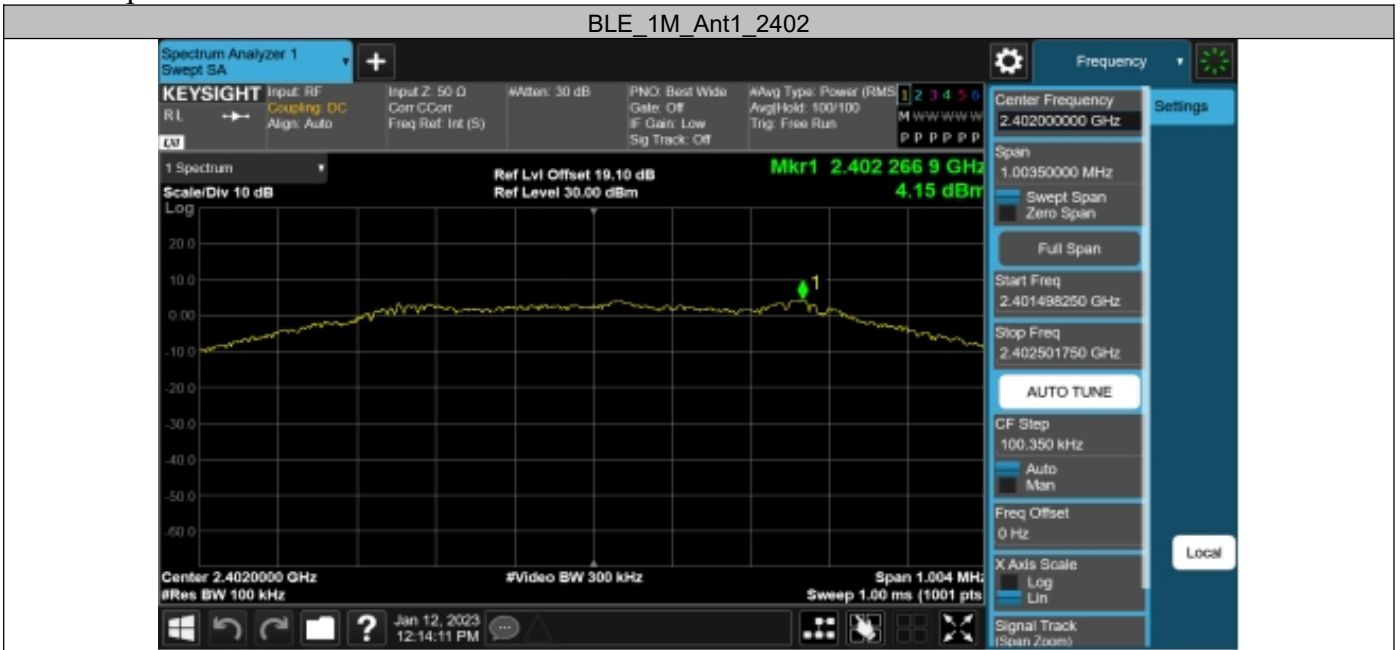 BLE_1M_Ant1_2402
Spectrum Analyzer 1
Swept SA
+
Frequency
KEYSIGHT
Input: RF
Input Z: 50 Ω
#Atten: 30 dB
PNO: Best Wide
#Avg Type: Power (RMS
1 2 3 4 5 6
R L
Coupling: DC
Corr CCorr
Gate: Off
Avg|Hold: 100/100
M W W W W W
Align: Auto
Freq Ref: Int (S)
IF Gain: Low
Trig: Free Run
LXI
Sig Track: Off
P P P P P P
Center Frequency
2.402000000 GHz
Settings
1 Spectrum
Ref Lvl Offset 19.10 dB
Mkr1 2.402 266 9 GHz
Scale/Div 10 dB
Ref Level 30.00 dBm
4.15 dBm
Log
20.0
10.0
0.00
-10.0
-20.0
-30.0
-40.0
-50.0
-60.0
1
Span
1.00350000 MHz
Swept Span
Zero Span
Full Span
Start Freq
2.401498250 GHz
Stop Freq
2.402501750 GHz
AUTO TUNE
CF Step
100.350 kHz
Auto
Man
Freq Offset
0 Hz
X Axis Scale
Log
Lin
Signal Track
(Span Zoom)
Local
Center 2.4020000 GHz
#Video BW 300 kHz
Span 1.004 MHz
#Res BW 100 kHz
Sweep 1.00 ms (1001 pts
?
Jan 12, 2023
12:14:11 PM